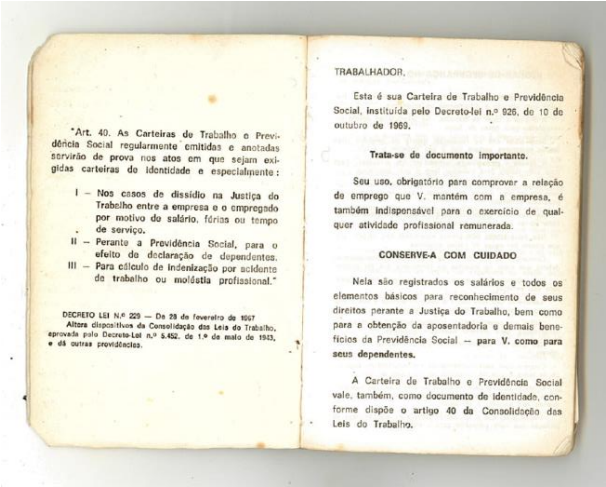 "Art. 40. As Carteiras de Trabalho e Previ-
dência Social regularmente emitidas e anotadas
servirão de prova nos atos em que sejam exi-
gidas carteiras de identidade e especialmente:
I — Nos casos de dissídio na Justiça do
Trabalho entre a empresa e o empregado
por motivo de salário, férias ou tempo
de serviço.
II — Perante a Previdência Social, para o
efeito de declaração de dependentes.
III — Para cálculo de indenização por acidente
de trabalho ou moléstia profissional."
DECRETO LEI N.º 229 — De 28 de fevereiro de 1967
Altera dispositivos da Consolidação das Leis do Trabalho,
aprovada pelo Decreto-Lei n.º 5.452, de 1.º de maio de 1943,
e dá outras providências.
TRABALHADOR,
Esta é sua Carteira de Trabalho e Previdência
Social, instituída pelo Decreto-lei n.º 926, de 10 de
outubro de 1969.
Trata-se de documento importante.
Seu uso, obrigatório para comprovar a relação
de emprego que V. mantém com a empresa, é
também indispensável para o exercício de qual-
quer atividade profissional remunerada.
CONSERVE-A COM CUIDADO
Nela são registrados os salários e todos os
elementos básicos para reconhecimento de seus
direitos perante a Justiça do Trabalho, bem como
para a obtenção da aposentadoria e demais bene-
fícios da Previdência Social — para V. como para
seus dependentes.
A Carteira de Trabalho e Previdência Social
vale, também, como documento de identidade, con-
forme dispõe o artigo 40 da Consolidação das
Leis do Trabalho.